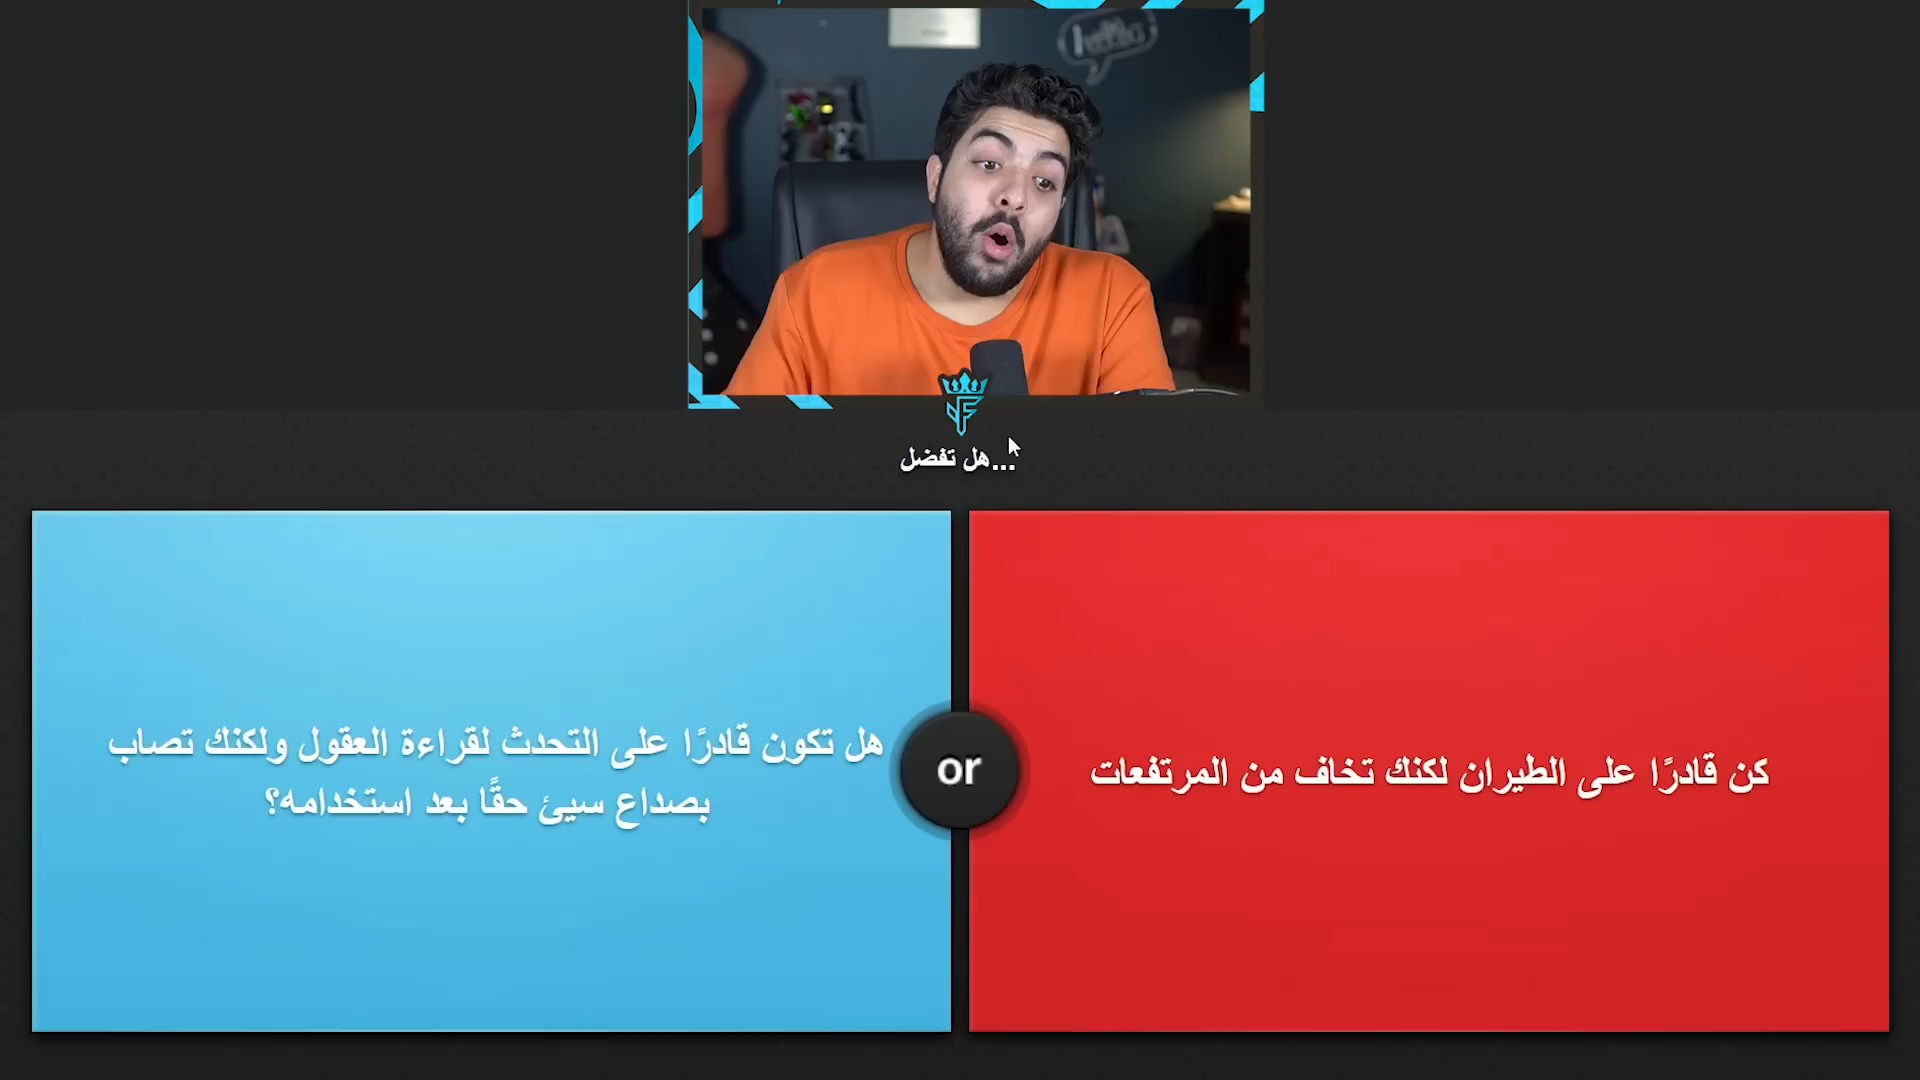 ...هل تفضل
هل تكون قادرًا على التحدث لقراءة العقول ولكنك تصاب
بصداع سيئ حقًا بعد استخدامه؟
or
كن قادرًا على الطيران لكنك تخاف من المرتفعات